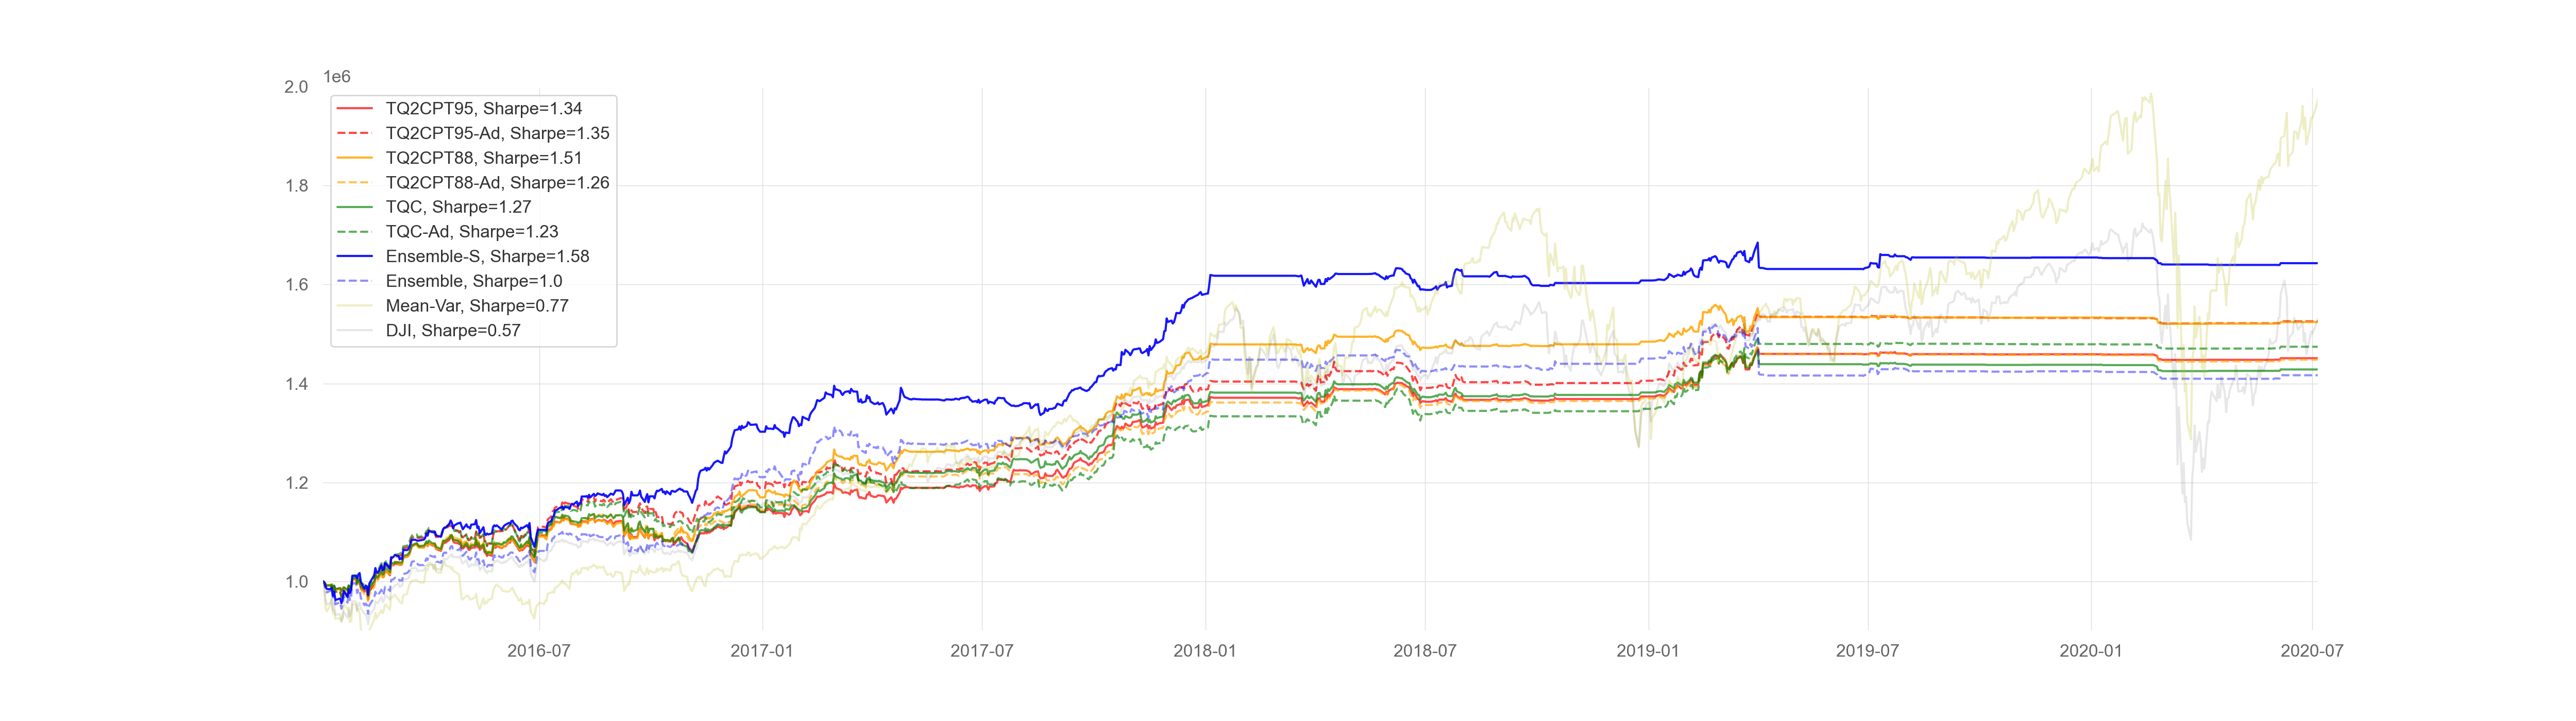 1e6
2.0
1.8
1.6
1.4
1.2
1.0
TQ2CPT95, Sharpe=1.34
TQ2CPT95-Ad, Sharpe=1.35
TQ2CPT88, Sharpe=1.51
TQ2CPT88-Ad, Sharpe=1.26
TQC, Sharpe=1.27
TQC-Ad, Sharpe=1.23
Ensemble-S, Sharpe=1.58
Ensemble, Sharpe=1.0
Mean-Var, Sharpe=0.77
DJI, Sharpe=0.57
2016-07
2017-01
2017-07
2018-01
2018-07
2019-01
2019-07
2020-01
2020-07